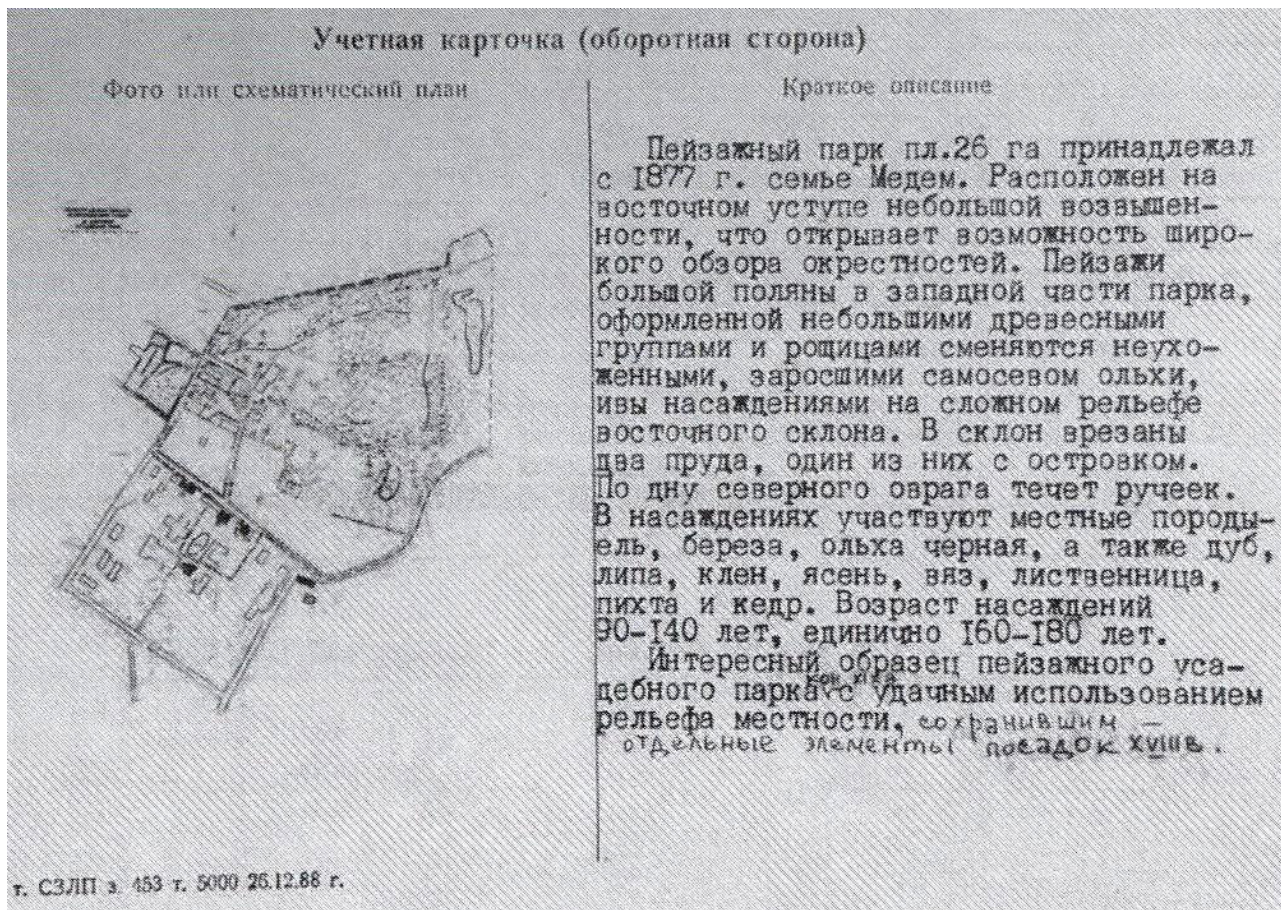 Учетная карточка (оборотная сторона)
Фото или схематический план
Краткое описание
Пейзажный парк пл.26 га принадлежал
с I877 г. семье Медем. Расположен на
восточном уступе небольшой возвышен-
ности, что открывает возможность широ-
кого обзора окрестностей. Пейзажи
большой поляны в западной части парка,
оформленной небольшими древесными
группами и рощицами сменяются неухо-
женными, заросшими самосевом ольхи,
ивы насаждениями на сложном рельефе
восточного склона. В склон врезаны
два пруда, один из них с островком.
По дну северного оврага течет ручеек.
В насаждениях участвуют местные породы-
ель, береза, ольха черная, а также дуб,
липа, клен, ясень, вяз, лиственница,
пихта и кедр. Возраст насаждений
90-I40 лет, единично I60-I80 лет.
Интересный образец пейзажного уса-
дебного парка с удачным использованием
рельефа местности, сохранившим –
отдельные элементы посадок XVIIIв.
т. СЗЛП з. 453 т. 5000 26.12.88 г.